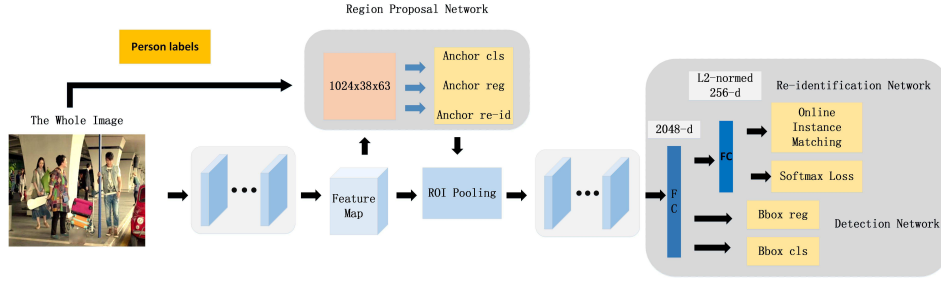 Region Proposal Network
Person labels
1024x38x63
Anchor cls
Anchor reg
Anchor re-id
The Whole Image
Feature
Map
ROI Pooling
L2-normed
256-d
Re-identification Network
2048-d
F
C
FC
Online
Instance
Matching
Softmax Loss
Bbox reg
Bbox cls
Detection Network